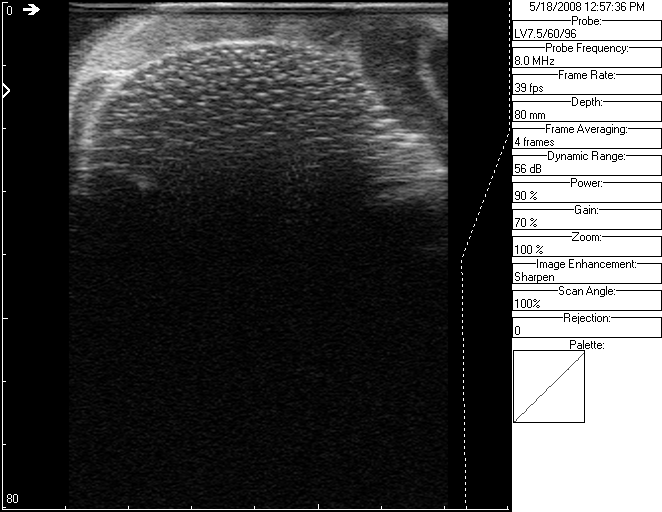 0
80
5/18/2008 12:57:36 PM
Probe:
LV7.5/60/96
Probe Frequency:
8.0 MHz
Frame Rate:
39 fps
Depth:
80 mm
Frame Averaging:
4 frames
Dynamic Range:
56 dB
Power:
90 %
Gain:
70 %
Zoom:
100 %
Image Enhancement:
Sharpen
Scan Angle:
100%
Rejection:
0
Palette: